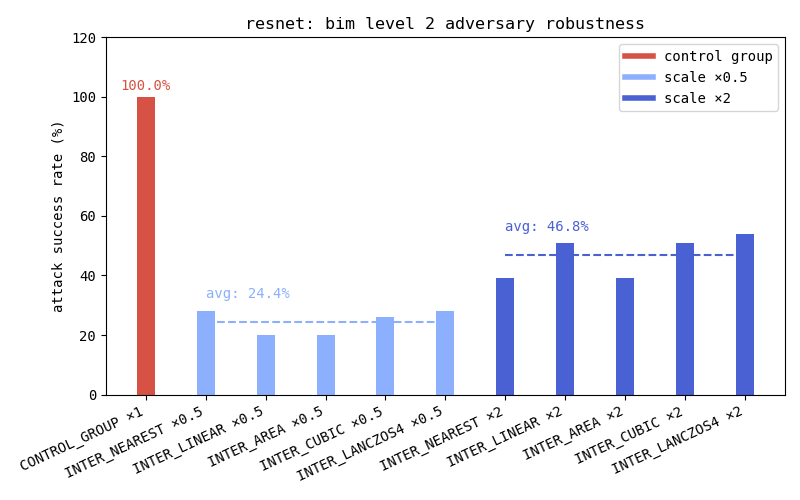 resnet: bim level 2 adversary robustness
attack success rate (%)
120
100
80
60
40
20
0
100.0%
avg: 24.4%
avg: 46.8%
control group
scale ×0.5
scale ×2
CONTROL_GROUP ×1
INTER_NEAREST ×0.5
INTER_LINEAR ×0.5
INTER_AREA ×0.5
INTER_CUBIC ×0.5
INTER_LANCZOS4 ×0.5
INTER_NEAREST ×2
INTER_LINEAR ×2
INTER_AREA ×2
INTER_CUBIC ×2
INTER_LANCZOS4 ×2